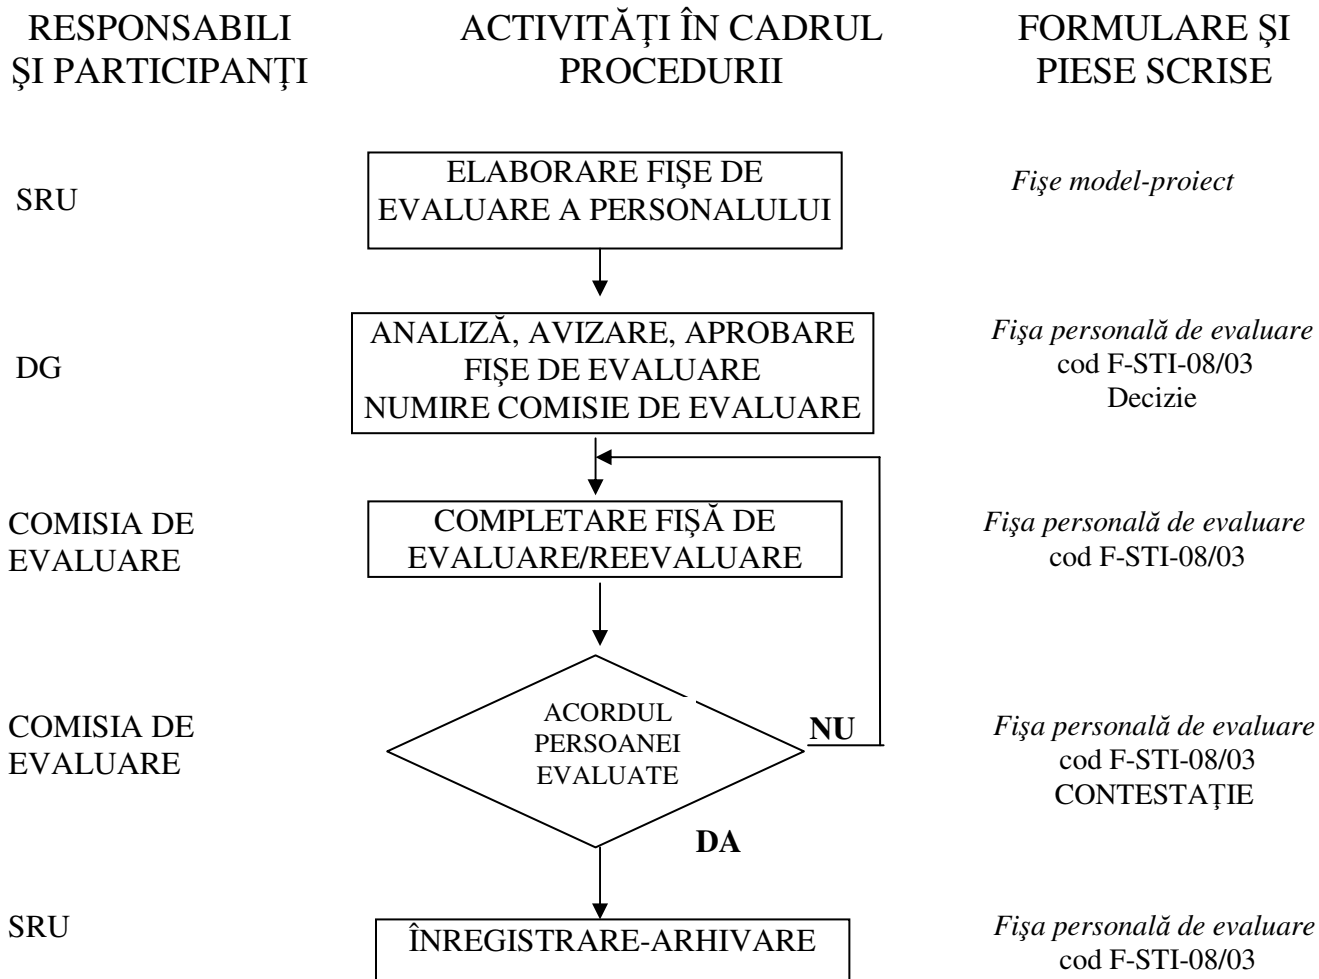 RESPONSABILI
ŞI PARTICIPANŢI
ACTIVITĂŢI ÎN CADRUL
PROCEDURII
FORMULARE ŞI
PIESE SCRISE
SRU
ELABORARE FIŞE DE
EVALUARE A PERSONALULUI
Fişe model-proiect
DG
ANALIZĂ, AVIZARE, APROBARE
FIŞE DE EVALUARE
NUMIRE COMISIE DE EVALUARE
Fişa personală de evaluare
cod F-STI-08/03
Decizie
COMISIA DE
EVALUARE
COMPLETARE FIŞĂ DE
EVALUARE/REEVALUARE
Fişa personală de evaluare
cod F-STI-08/03
COMISIA DE
EVALUARE
ACORDUL
PERSOANEI
EVALUATE
NU
DA
Fişa personală de evaluare
cod F-STI-08/03
CONTESTAŢIE
SRU
ÎNREGISTRARE-ARHIVARE
Fişa personală de evaluare
cod F-STI-08/03